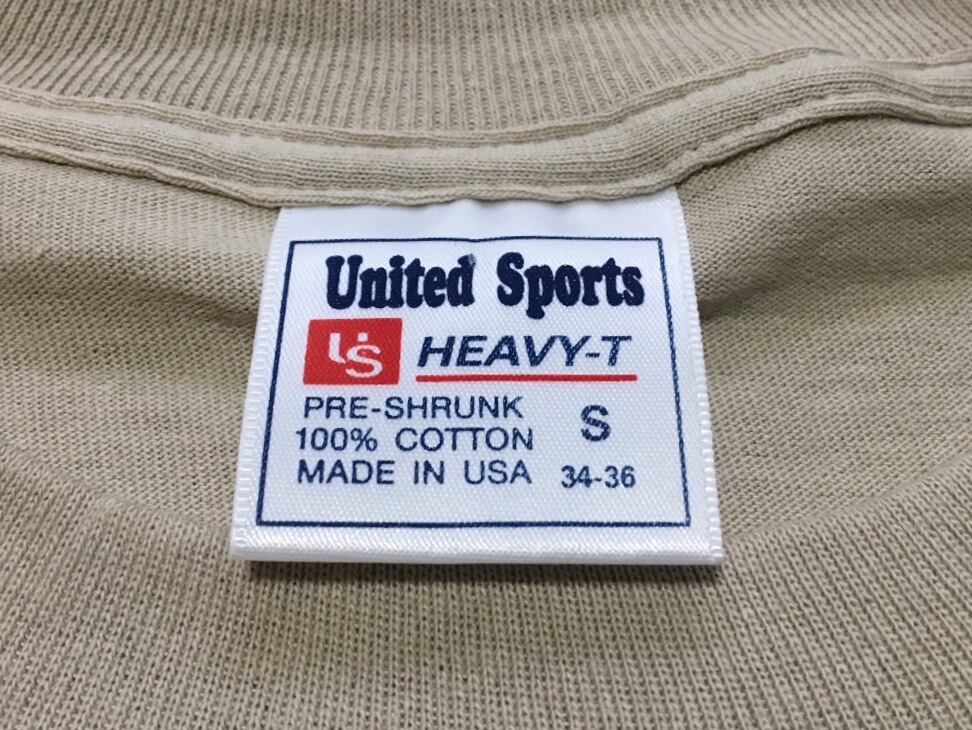 United Sports
US HEAVY-T
PRE-SHRUNK
100% COTTON
MADE IN USA
S
34-36